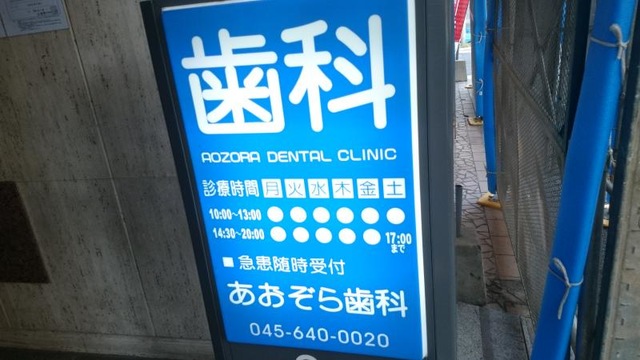 歯科
AOZORA DENTAL CLINIC
診療時間 月 火 水 木 金 土
10:00~13:00 ● ● ● ● ● ●
14:30~20:00 ● ● ● ● ● 17:00まで
■ 急患随時受付
あおぞら歯科
045-640-0020